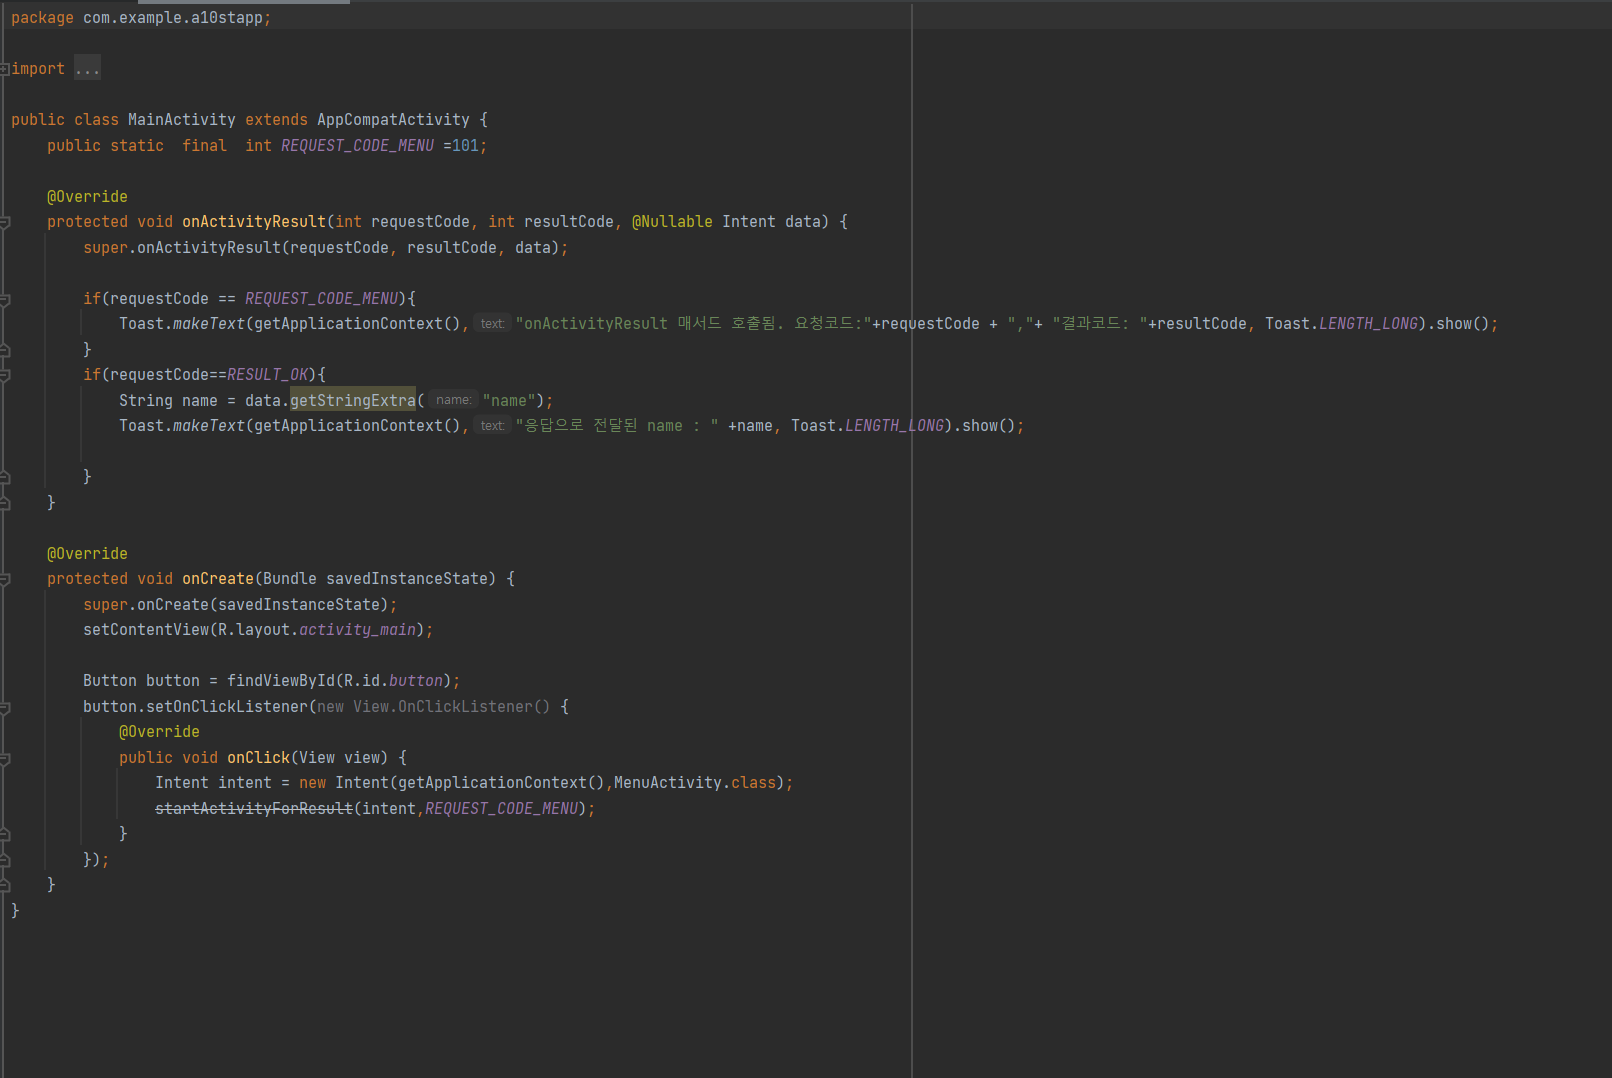 package com.example.a10stapp;
import ...
public class MainActivity extends AppCompatActivity {
public static  final  int REQUEST_CODE_MENU =101;
@Override
protected void onActivityResult(int requestCode, int resultCode, @Nullable Intent data) {
super.onActivityResult(requestCode, resultCode, data);
if(requestCode == REQUEST_CODE_MENU){
Toast.makeText(getApplicationContext(), text: "onActivityResult 매서드 호출됨. 요청코드:"+requestCode + ","+ "결과코드: "+resultCode, Toast.LENGTH_LONG).show();
}
if(requestCode==RESULT_OK){
String name = data.getStringExtra( name: "name");
Toast.makeText(getApplicationContext(), text: "응답으로 전달된 name : " +name, Toast.LENGTH_LONG).show();
}
}
@Override
protected void onCreate(Bundle savedInstanceState) {
super.onCreate(savedInstanceState);
setContentView(R.layout.activity_main);
Button button = findViewById(R.id.button);
button.setOnClickListener(new View.OnClickListener() {
@Override
public void onClick(View view) {
Intent intent = new Intent(getApplicationContext(),MenuActivity.class);
startActivityForResult(intent,REQUEST_CODE_MENU);
}
});
}
}